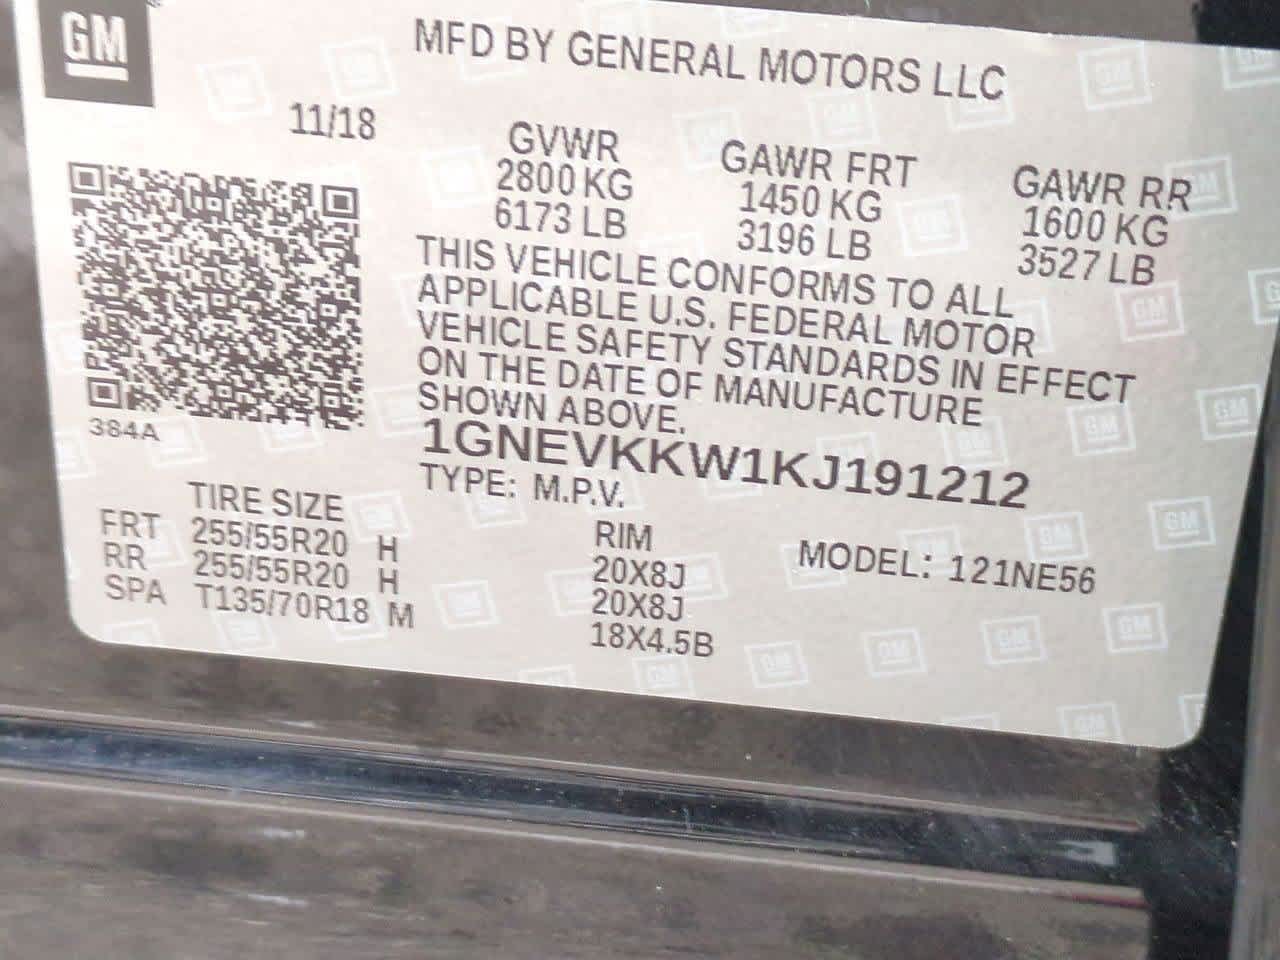 GM
MFD BY GENERAL MOTORS LLC
11/18
GVWR
2800 KG
6173 LB
GAWR FRT
1450 KG
3196 LB
GAWR RR
1600 KG
3527 LB
THIS VEHICLE CONFORMS TO ALL
APPLICABLE U.S. FEDERAL MOTOR
VEHICLE SAFETY STANDARDS IN EFFECT
ON THE DATE OF MANUFACTURE
SHOWN ABOVE.
384A
1GNEVKKW1KJ191212
TYPE: M.P.V.
TIRE SIZE
RIM
MODEL: 121NE56
FRT 255/55R20 H 20X8J
RR 255/55R20 H 20X8J
SPA T135/70R18 M 18X4.5B